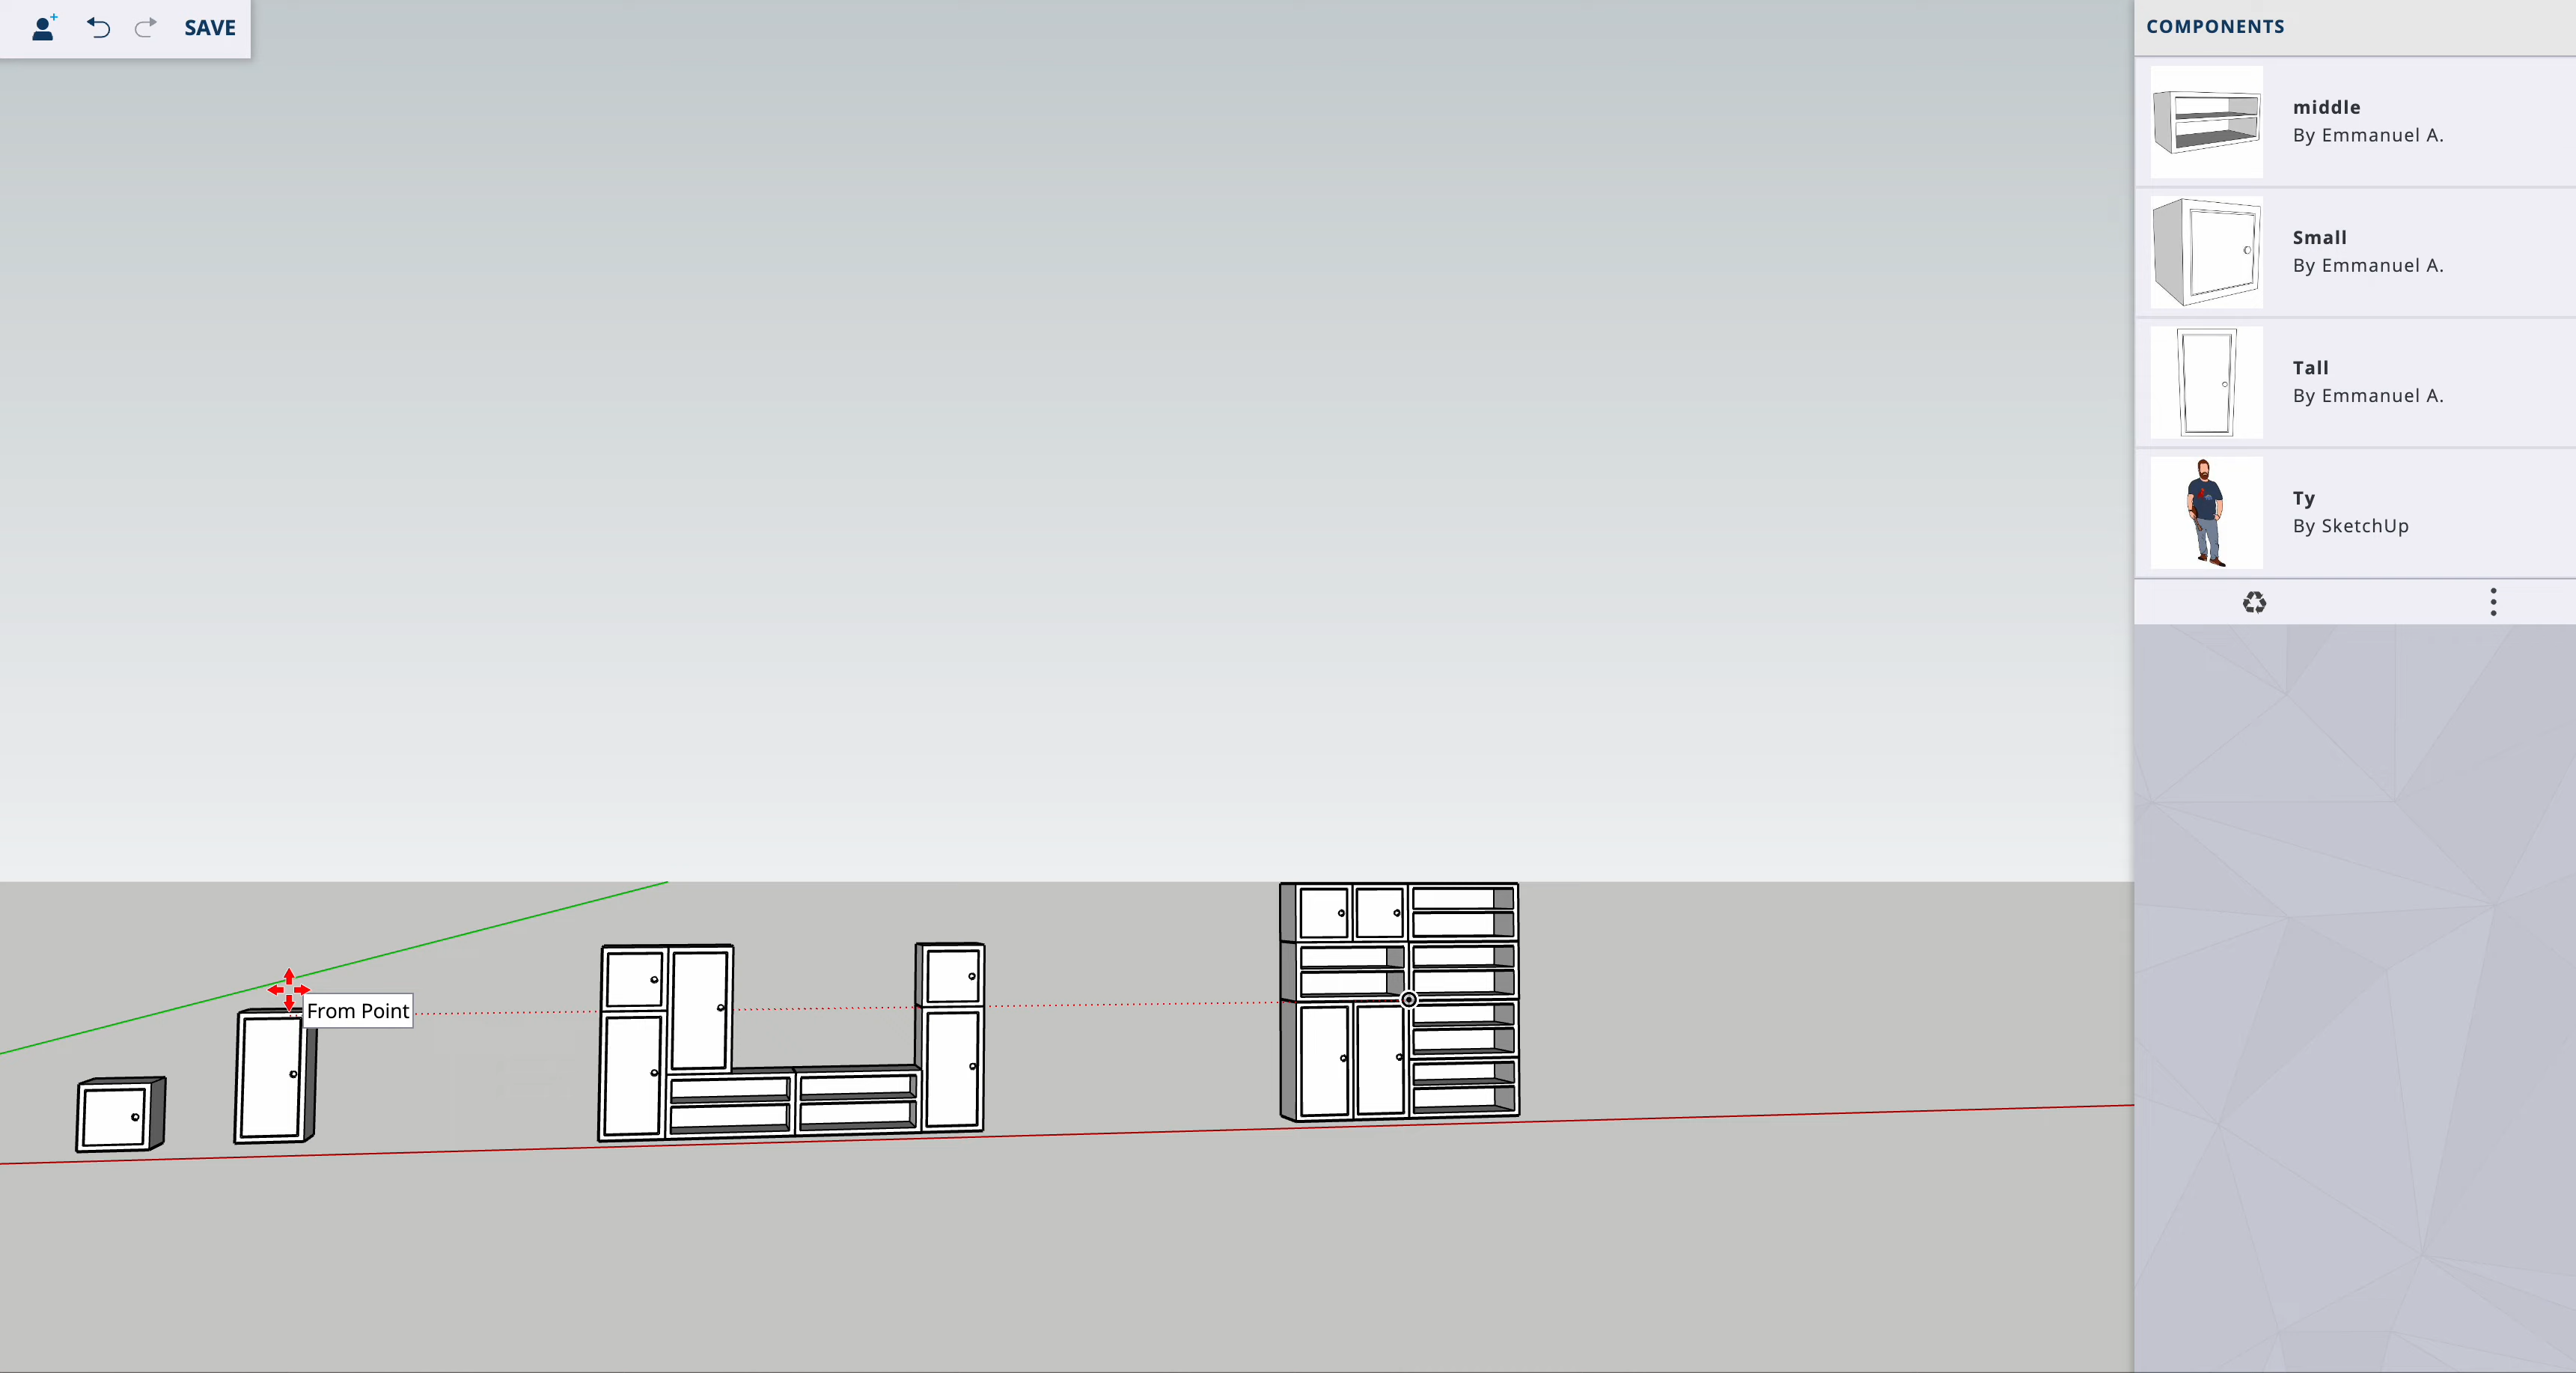 SAVE
COMPONENTS
middle
By Emmanuel A.
Small
By Emmanuel A.
Tall
By Emmanuel A.
Ty
By SketchUp
From Point